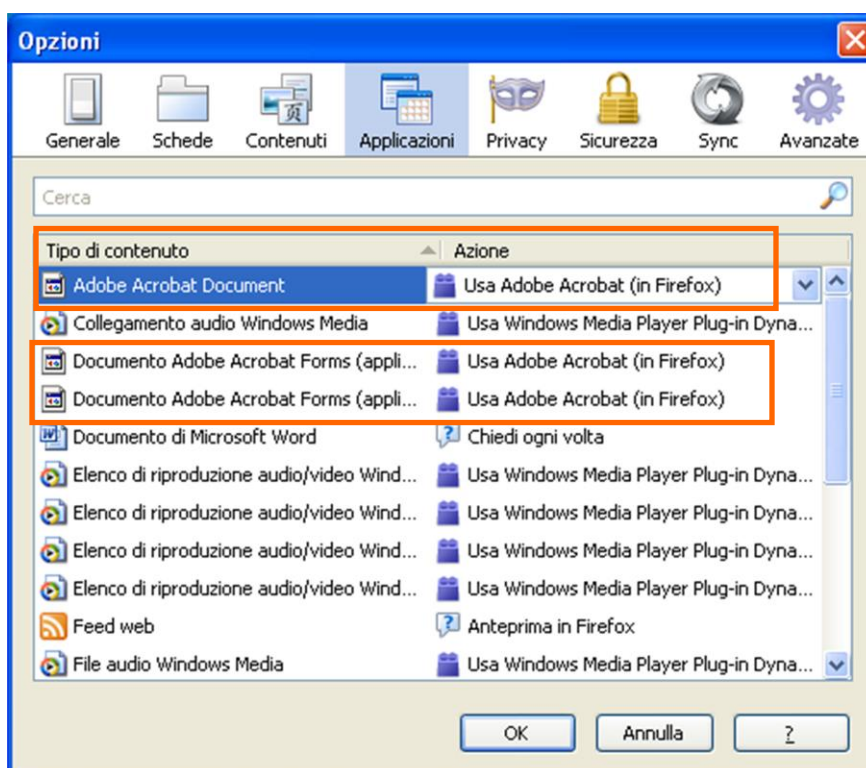 Opzioni
Generale Schede Contenuti Applicazioni Privacy Sicurezza Sync Avanzate
Cerca
Tipo di contenuto Azione
Adobe Acrobat Document Usa Adobe Acrobat (in Firefox)
Collegamento audio Windows Media Usa Windows Media Player Plug-in Dyna...
Documento Adobe Acrobat Forms (appli... Usa Adobe Acrobat (in Firefox)
Documento Adobe Acrobat Forms (appli... Usa Adobe Acrobat (in Firefox)
Documento di Microsoft Word Chiedi ogni volta
Elenco di riproduzione audio/video Wind... Usa Windows Media Player Plug-in Dyna...
Elenco di riproduzione audio/video Wind... Usa Windows Media Player Plug-in Dyna...
Elenco di riproduzione audio/video Wind... Usa Windows Media Player Plug-in Dyna...
Elenco di riproduzione audio/video Wind... Usa Windows Media Player Plug-in Dyna...
Feed web Anteprima in Firefox
File audio Windows Media Usa Windows Media Player Plug-in Dyna...
OK Annulla ?